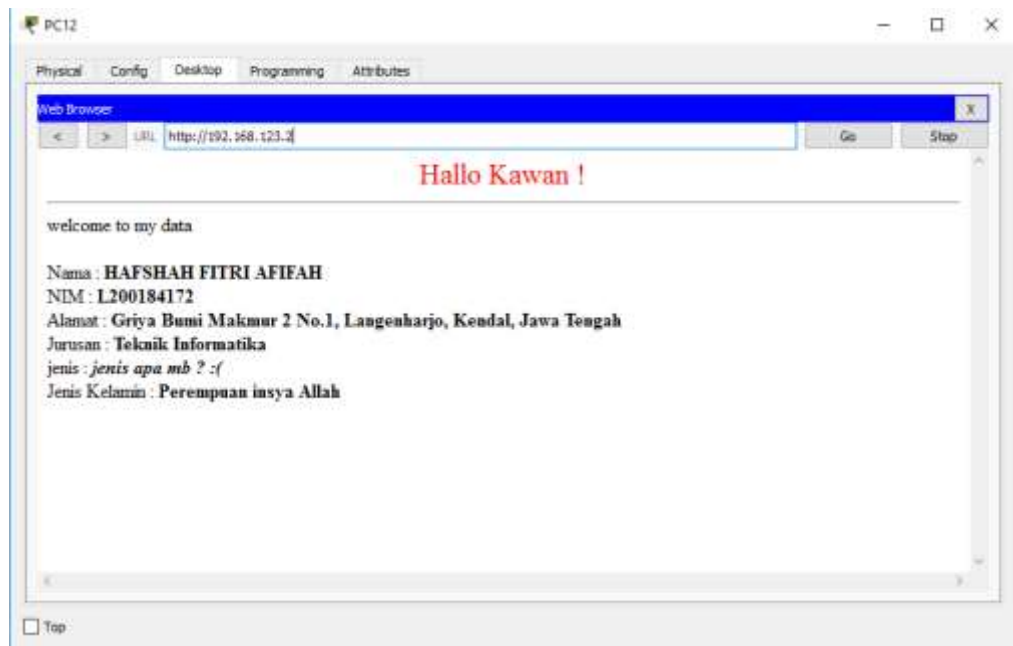 PC12
Physical Config Desktop Programming Attributes
Web Browser X
< > URL http://192.168.123.2 Go Stop
Hallo Kawan !
welcome to my data
Nama : HAFSHAH FITRI AFIFAH
NIM : L200184172
Alamat : Griya Bumi Makmur 2 No.1, Langenharjo, Kendal, Jawa Tengah
Jurusan : Teknik Informatika
jenis : jenis apa mb ? :(
Jenis Kelamin : Perempuan insya Allah
Top